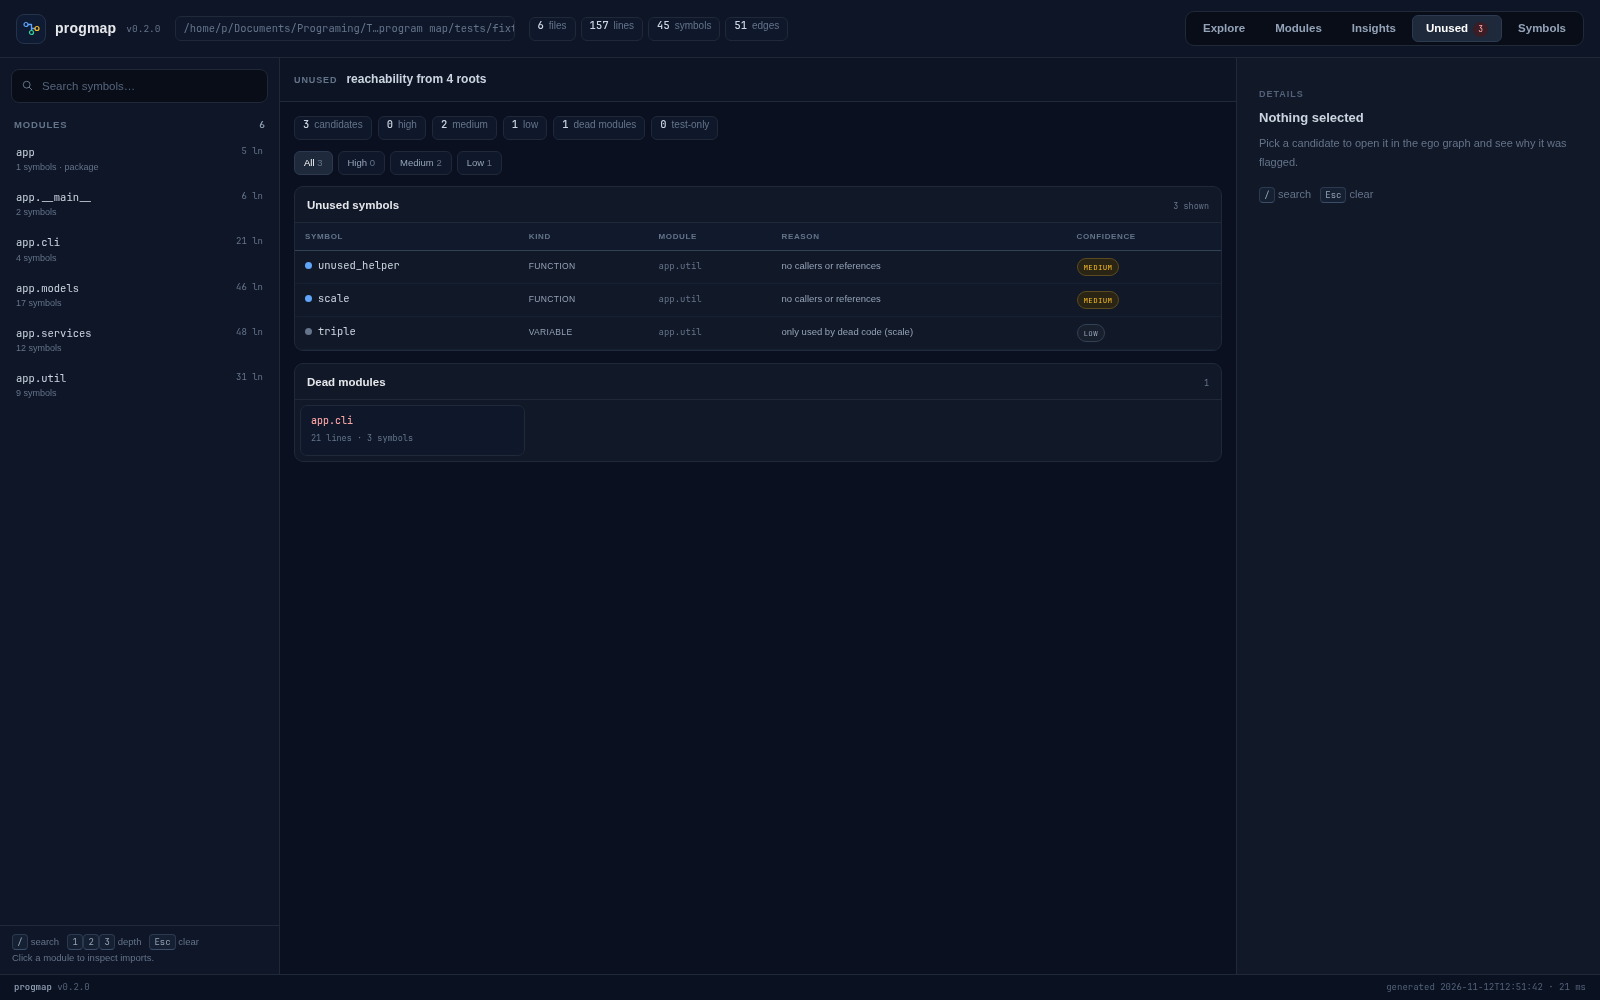 progmap v0.2.0 /home/p/Documents/Programing/T…program map/tests/fixt 6 files 157 lines 45 symbols 51 edges Explore Modules Insights Unused 3 Symbols
Search symbols…
MODULES 6
app 5 ln
1 symbols · package
app.__main__ 6 ln
2 symbols
app.cli 21 ln
4 symbols
app.models 46 ln
17 symbols
app.services 48 ln
12 symbols
app.util 31 ln
9 symbols
/ search 1 2 3 depth Esc clear
Click a module to inspect imports.
UNUSED reachability from 4 roots
3 candidates 0 high 2 medium 1 low 1 dead modules 0 test-only
All 3 High 0 Medium 2 Low 1
Unused symbols 3 shown
SYMBOL KIND MODULE REASON CONFIDENCE
unused_helper FUNCTION app.util no callers or references MEDIUM
scale FUNCTION app.util no callers or references MEDIUM
triple VARIABLE app.util only used by dead code (scale) LOW
Dead modules 1
app.cli
21 lines · 3 symbols
DETAILS
Nothing selected
Pick a candidate to open it in the ego graph and see why it was
flagged.
/ search Esc clear
progmap v0.2.0 generated 2026-11-12T12:51:42 · 21 ms